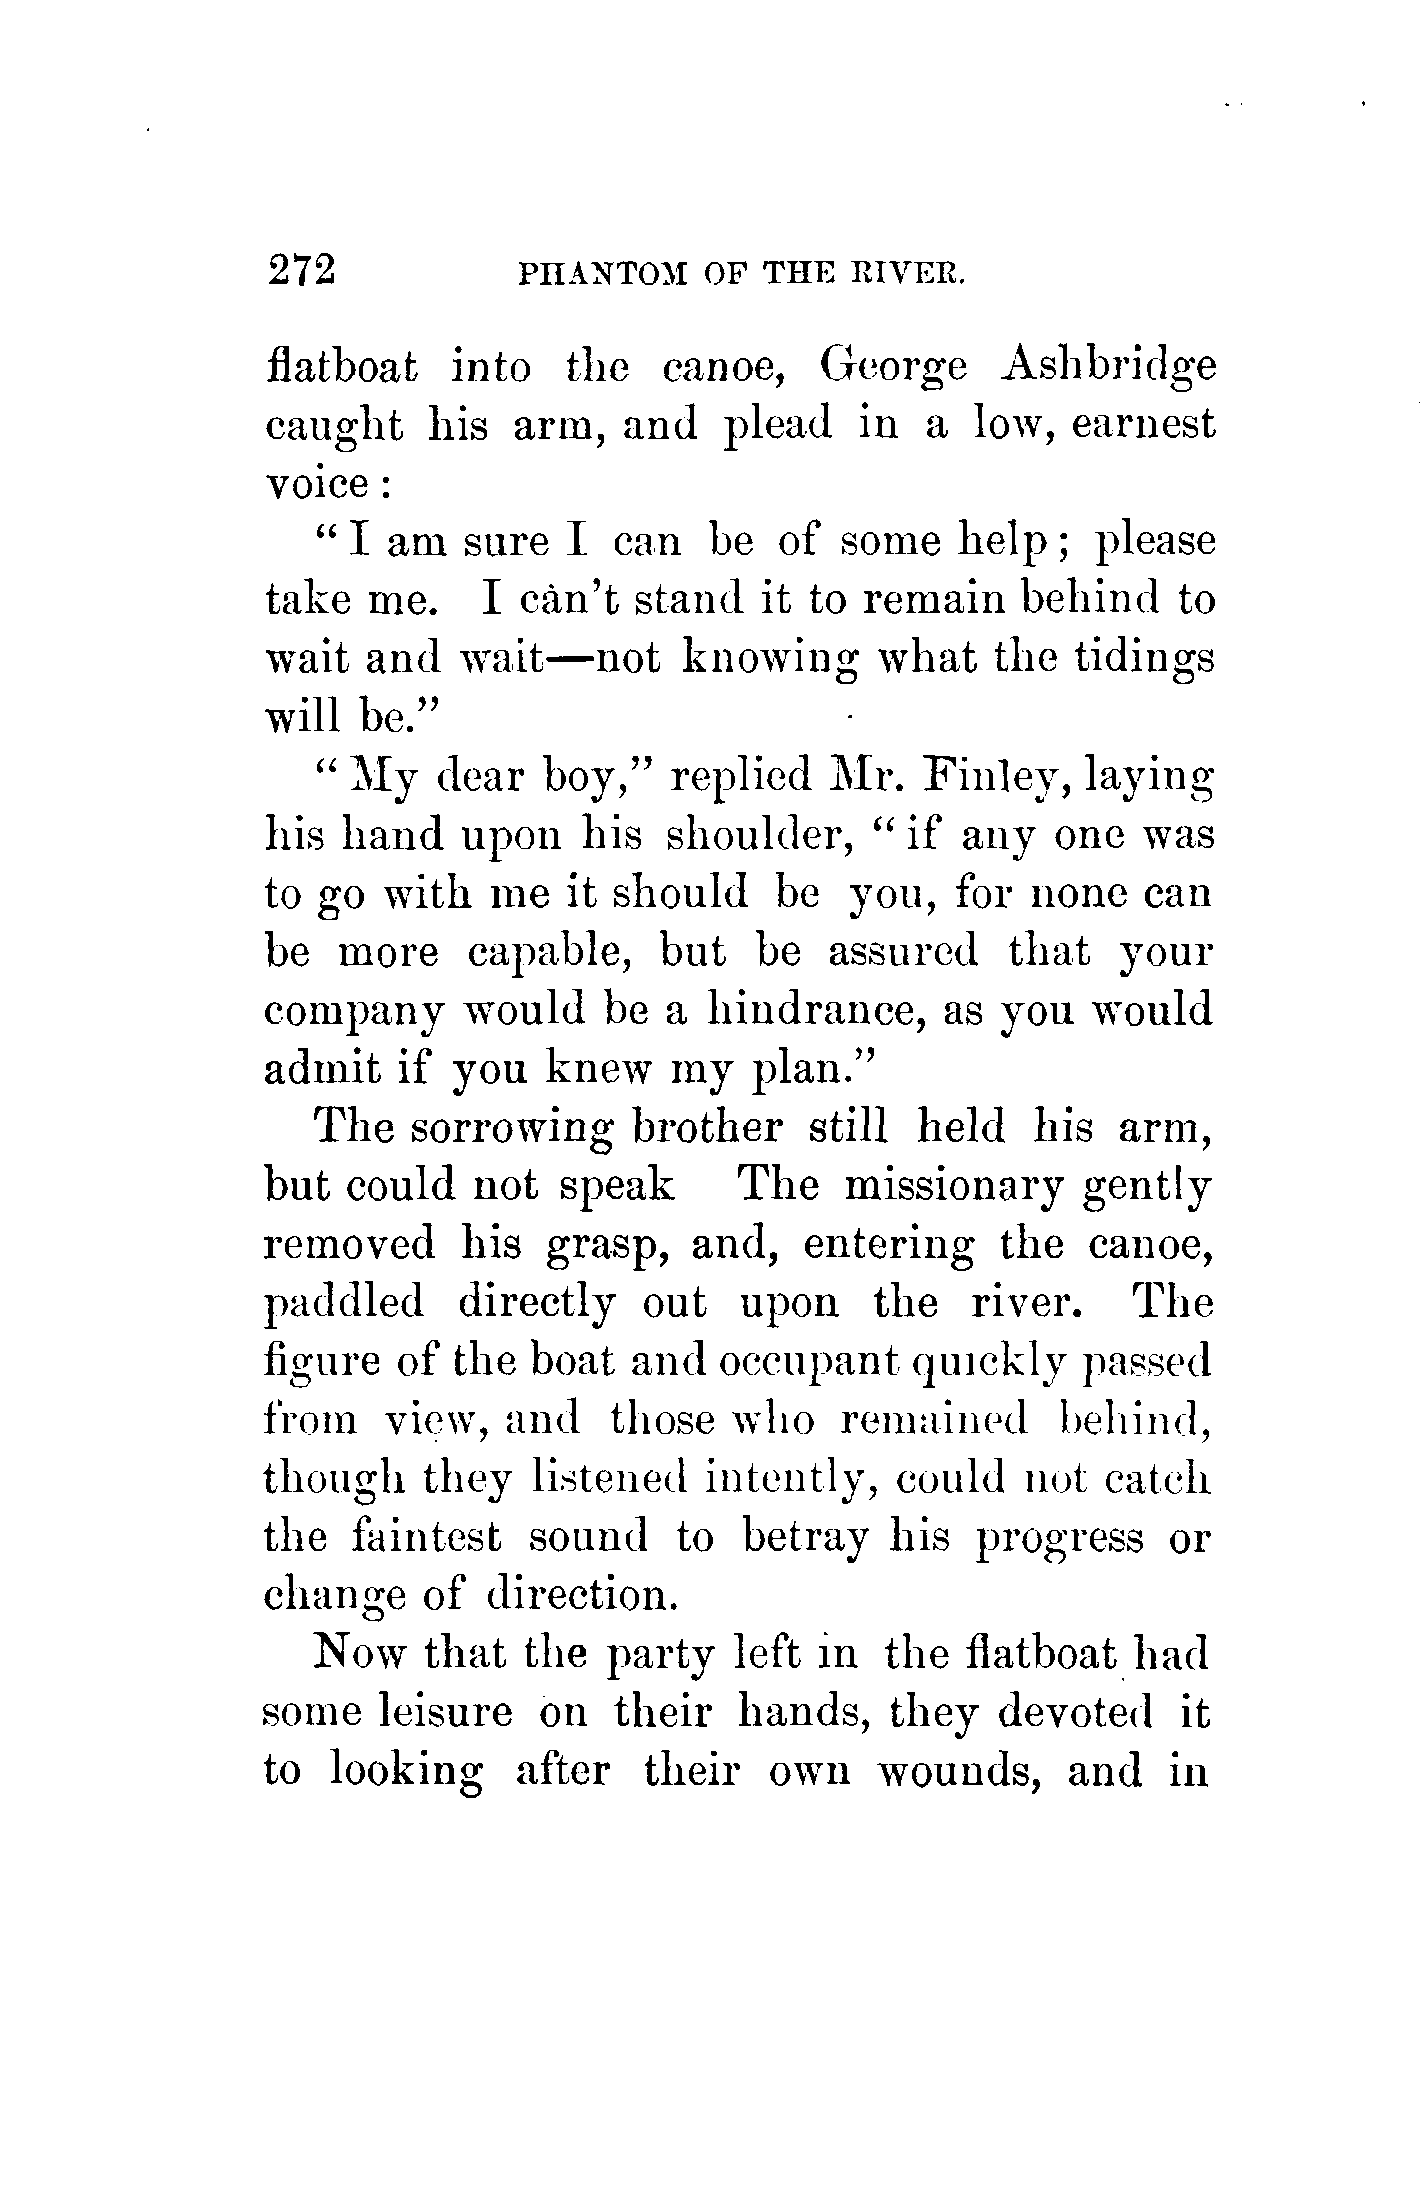 272 PHANTOM OF THE RIVER.
flatboat into the canoe, George Ashbridge
caught his arm, and plead in a low, earnest
voice :
" I am sure I can be of some help ; please
take me. I can't stand it to remain behind to
wait and wait—not knowing what the tidings
will be."
" My dear boy," replied Mr. Finley, laying
his hand upon his shoulder, " if any one was
to go with me it should be you, for none can
be more capable, but be assured that your
company would be a hindrance, as you would
admit if you knew my plan."
The sorrowing brother still held his arm,
but could not speak The missionary gently
removed his grasp, and, entering the canoe,
paddled directly out upon the river. The
figure of the boat and occupant quickly passed
from view, and those who remained behind,
though they listened intently, could not catch
the faintest sound to betray his progress or
change of direction.
Now that the party left in the flatboat had
some leisure on their hands, they devoted it
to looking after their own wounds, and in